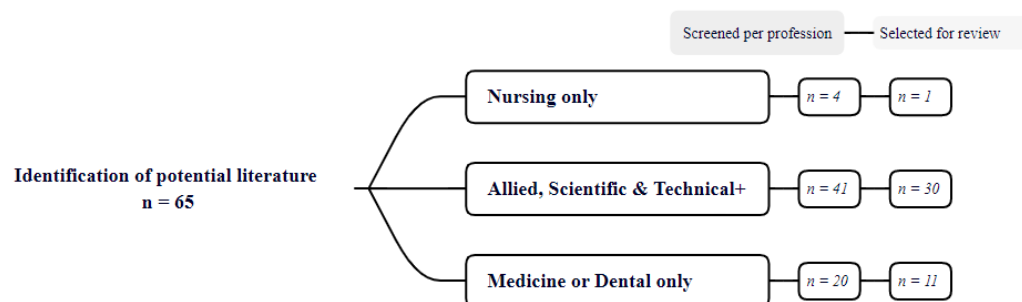 Screened per profession
Selected for review
Nursing only
n = 4
n = 1
Identification of potential literature
n = 65
Allied, Scientific & Technical+
n = 41
n = 30
Medicine or Dental only
n = 20
n = 11